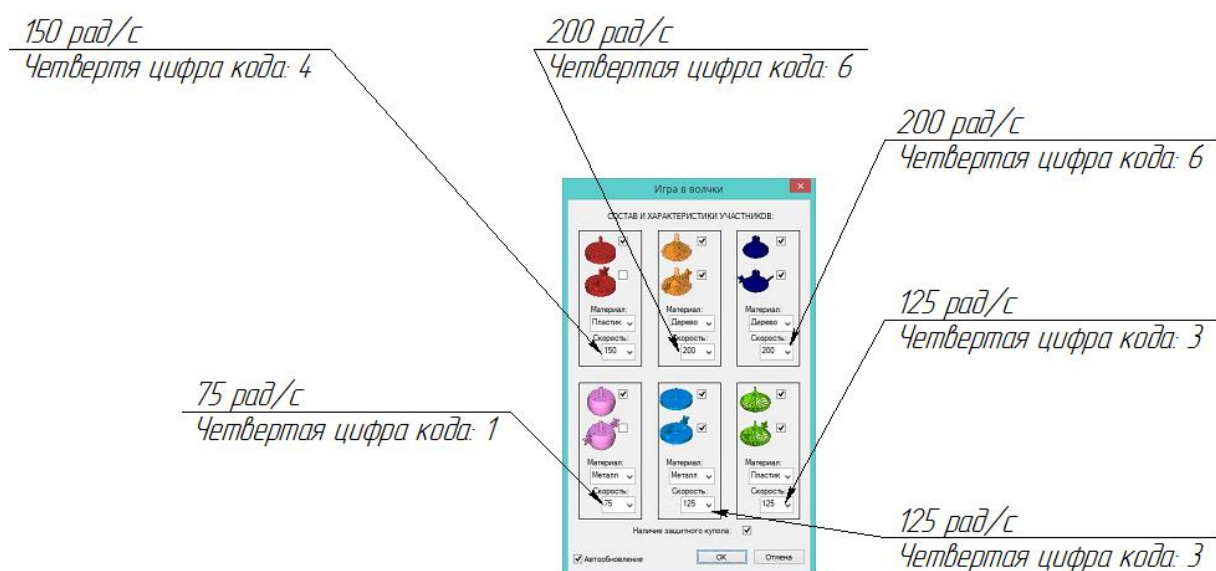 150 рад/с
Четвертя цифра кода: 4
200 рад/с
Четвертая цифра кода: 6
200 рад/с
Четвертая цифра кода: 6
Игра в волчки
СОСТАВ И ХАРАКТЕРИСТИКИ УЧАСТНИКОВ:
Материал: Материал: Материал:
Пластик Дерево Дерево
Скорость: Скорость: Скорость:
150 200 200
125 рад/с
Четвертая цифра кода: 3
75 рад/с
Четвертая цифра кода: 1
Материал: Материал: Материал:
Металл Металл Пластик
Скорость: Скорость: Скорость:
75 125 125
Наличие защитного купола:
125 рад/с
Четвертая цифра кода: 3
Автообновление ОК Отмена